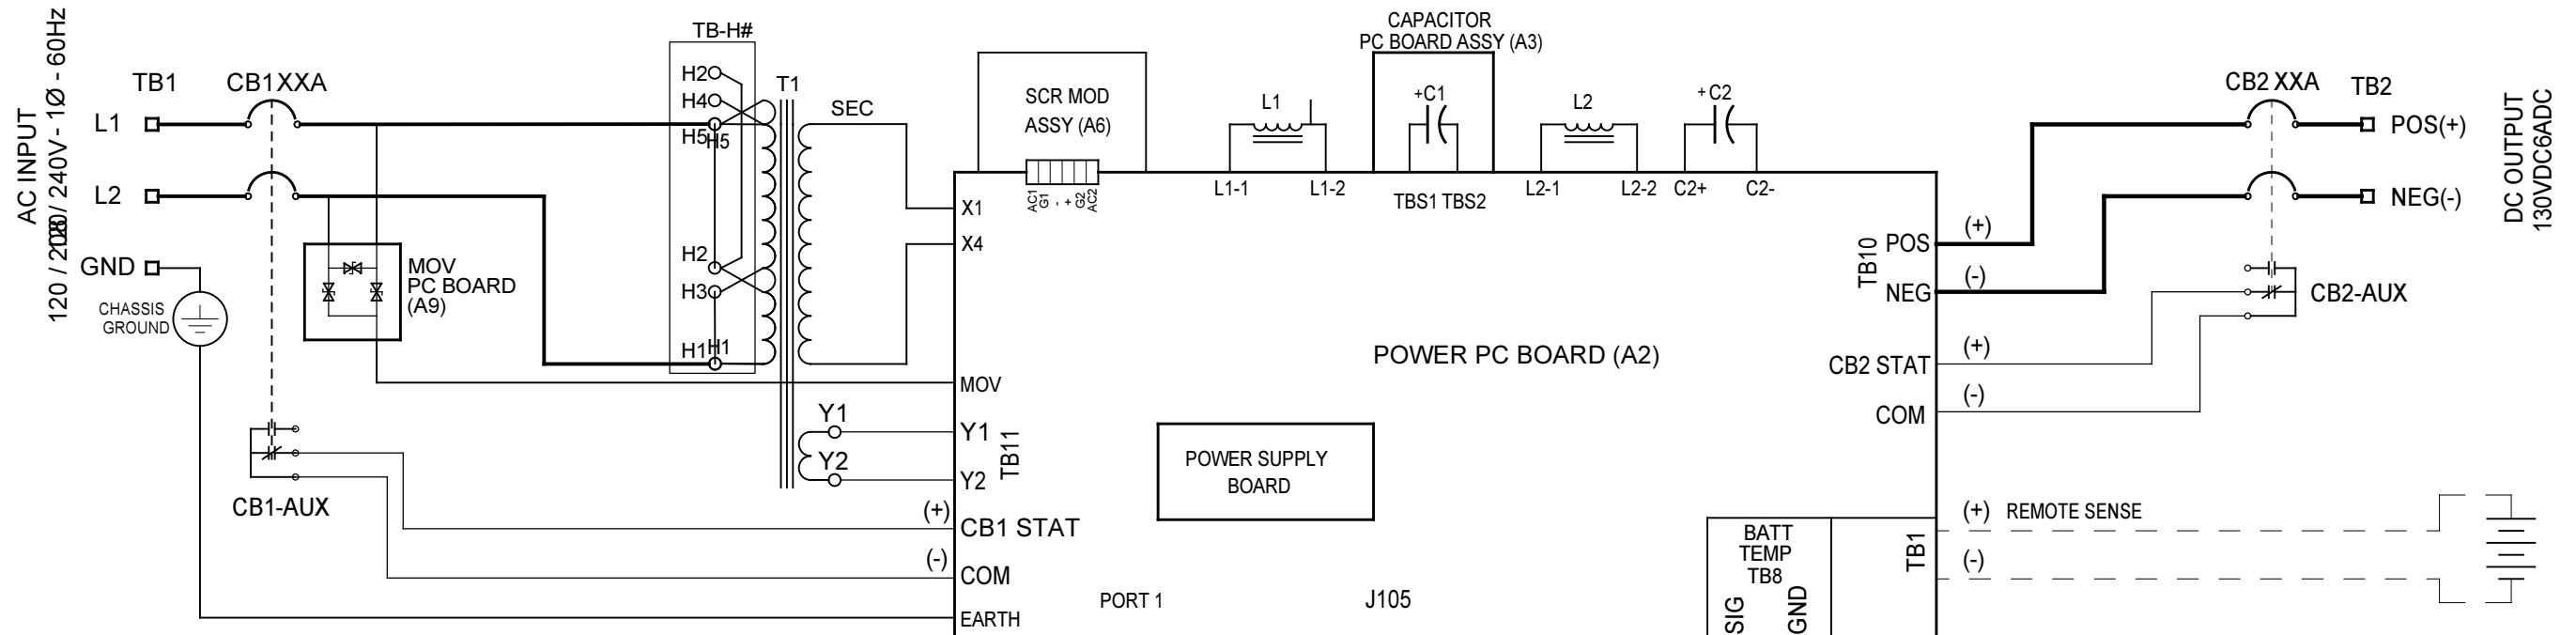 AC INPUT
120 / 208/ 240V - 1Ø - 60Hz
TB1
CB1XXA
L1
L2
GND
CHASSIS
GROUND
MOV
PC BOARD
(A9)
CB1-AUX
TB-H#
H2
H4
H5
H5
H2
H3
H1
H1
T1
SEC
Y1
Y2
SCR MOD
ASSY (A6)
AC1
G1
-
+
G2
AC2
L1
L1-1
L1-2
CAPACITOR
PC BOARD ASSY (A3)
+C1
TBS1 TBS2
L2
L2-1
L2-2
+C2
C2+
C2-
X1
X4
MOV
Y1
Y2
TB11
(+)
CB1 STAT
(-)
COM
EARTH
POWER PC BOARD (A2)
POWER SUPPLY
BOARD
PORT 1
J105
BATT
TEMP
TB8
SIG
GND
TB10
POS
NEG
(+)
(-)
CB2 STAT
(+)
COM
(-)
TB1
(+) REMOTE SENSE
(-)
CB2 XXA
TB2
POS(+)
NEG(-)
CB2-AUX
DC OUTPUT
130VDC6ADC